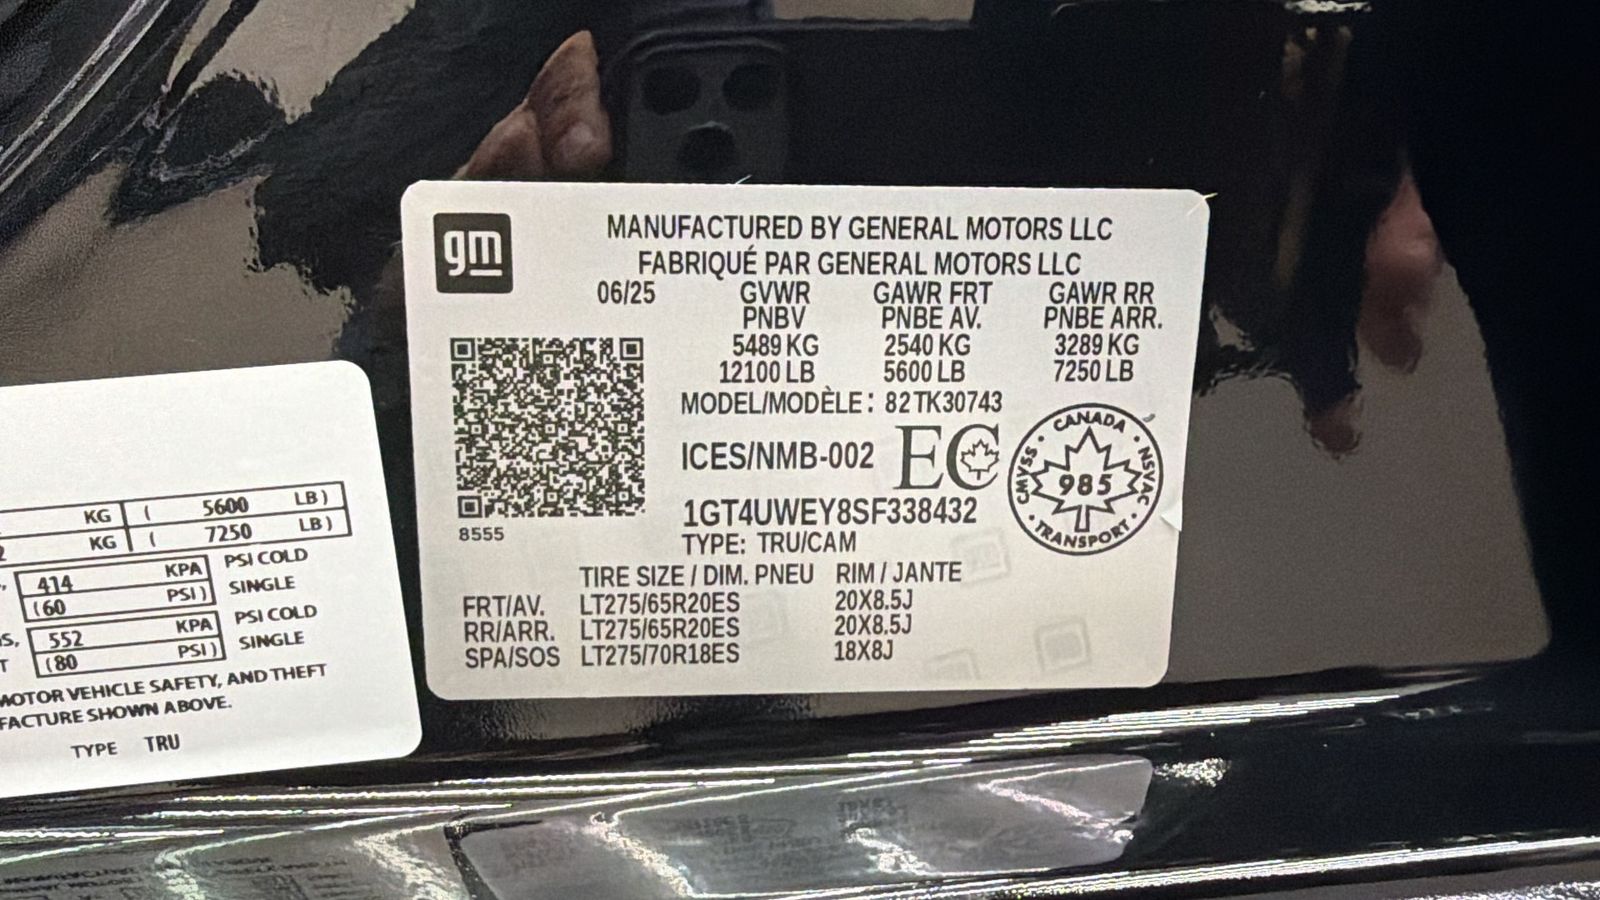 gm
MANUFACTURED BY GENERAL MOTORS LLC
FABRIQUÉ PAR GENERAL MOTORS LLC
06/25 GVWR GAWR FRT GAWR RR
PNBV PNBE AV. PNBE ARR.
5489 KG 2540 KG 3289 KG
12100 LB 5600 LB 7250 LB
MODEL/MODÈLE: 82TK30743
ICES/NMB-002 EC
CANADA
NSVAC
TRANSPORT
CMVSS
985
8555
1GT4UWEY8SF338432
TYPE: TRU/CAM
TIRE SIZE / DIM. PNEU RIM / JANTE
FRT/AV. LT275/65R20ES 20X8.5J
RR/ARR. LT275/65R20ES 20X8.5J
SPA/SOS LT275/70R18ES 18X8J
KG ( 5600 LB)
KG ( 7250 LB)
414 KPA PSI COLD
(60 PSI) SINGLE
552 KPA PSI COLD
(80 PSI) SINGLE
MOTOR VEHICLE SAFETY, AND THEFT
FACTURE SHOWN ABOVE.
TYPE TRU